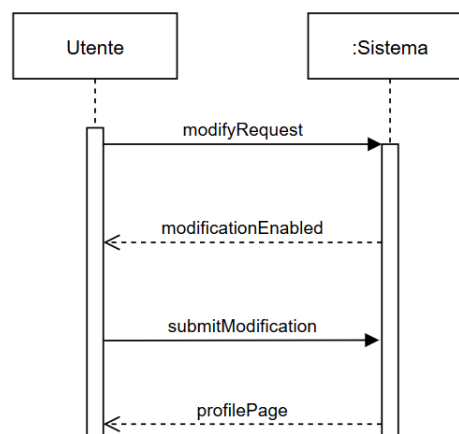 Utente
:Sistema
modifyRequest
modificationEnabled
submitModification
profilePage